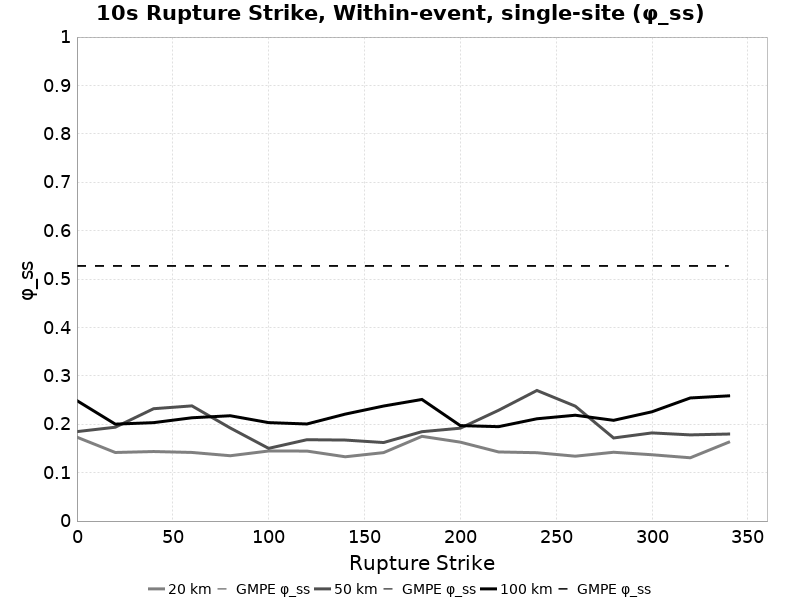 10s Rupture Strike, Within-event, single-site (φ_ss)
1
0.9
0.8
0.7
0.6
0.5
0.4
0.3
0.2
0.1
0
φ_ss
0 50 100 150 200 250 300 350
Rupture Strike
20 km GMPE φ_ss 50 km GMPE φ_ss 100 km GMPE φ_ss